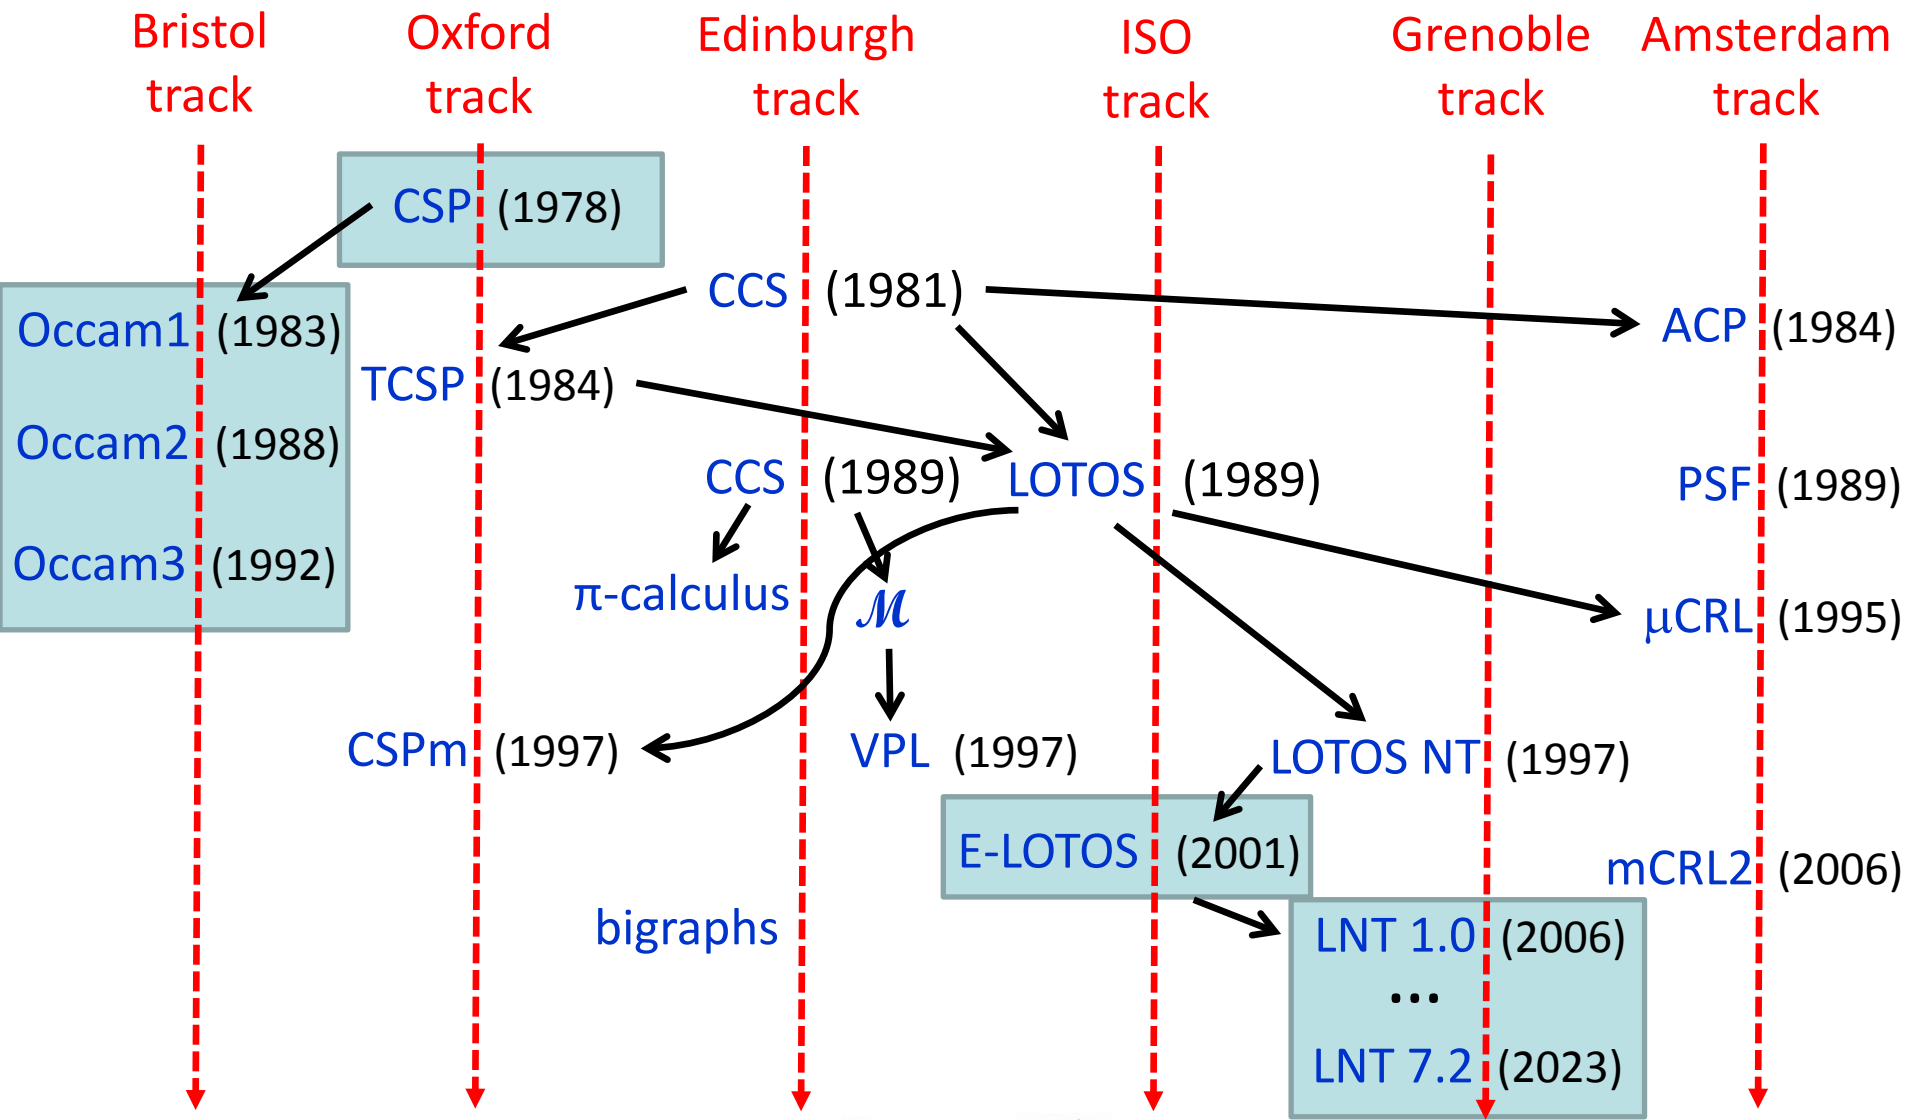 Bristol track
Oxford track
Edinburgh track
ISO track
Grenoble track
Amsterdam track
CSP (1978)
CCS (1981)
Occam1 (1983)
ACP (1984)
TCSP (1984)
Occam2 (1988)
CCS (1989)
LOTOS (1989)
PSF (1989)
Occam3 (1992)
π-calculus
ℳ
μCRL (1995)
CSPm (1997)
VPL (1997)
LOTOS NT (1997)
E-LOTOS (2001)
mCRL2 (2006)
bigraphs
LNT 1.0 (2006)
...
LNT 7.2 (2023)